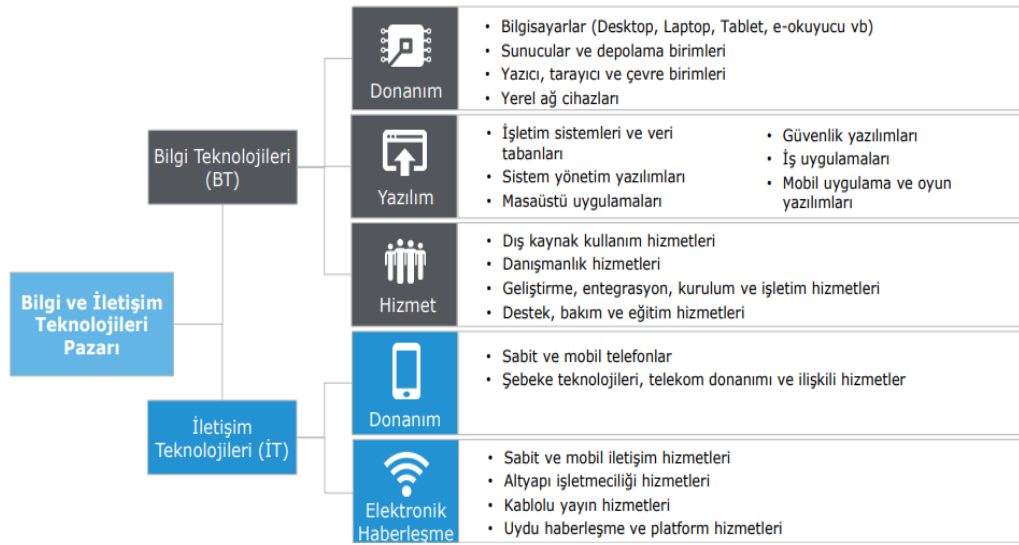 Bilgi ve İletişim
Teknolojileri
Pazarı
Bilgi Teknolojileri
(BT)
Donanım
• Bilgisayarlar (Desktop, Laptop, Tablet, e-okuyucu vb)
• Sunucular ve depolama birimleri
• Yazıcı, tarayıcı ve çevre birimleri
• Yerel ağ cihazları
Yazılım
• İşletim sistemleri ve veri
tabanları
• Sistem yönetim yazılımları
• Masaüstü uygulamaları
• Güvenlik yazılımları
• İş uygulamaları
• Mobil uygulama ve oyun
yazılımları
Hizmet
• Dış kaynak kullanım hizmetleri
• Danışmanlık hizmetleri
• Geliştirme, entegrasyon, kurulum ve işletim hizmetleri
• Destek, bakım ve eğitim hizmetleri
İletişim
Teknolojileri (İT)
Donanım
• Sabit ve mobil telefonlar
• Şebeke teknolojileri, telekom donanımı ve ilişkili hizmetler
Elektronik
Haberleşme
• Sabit ve mobil iletişim hizmetleri
• Altyapı işletmeciliği hizmetleri
• Kablolu yayın hizmetleri
• Uydu haberleşme ve platform hizmetleri